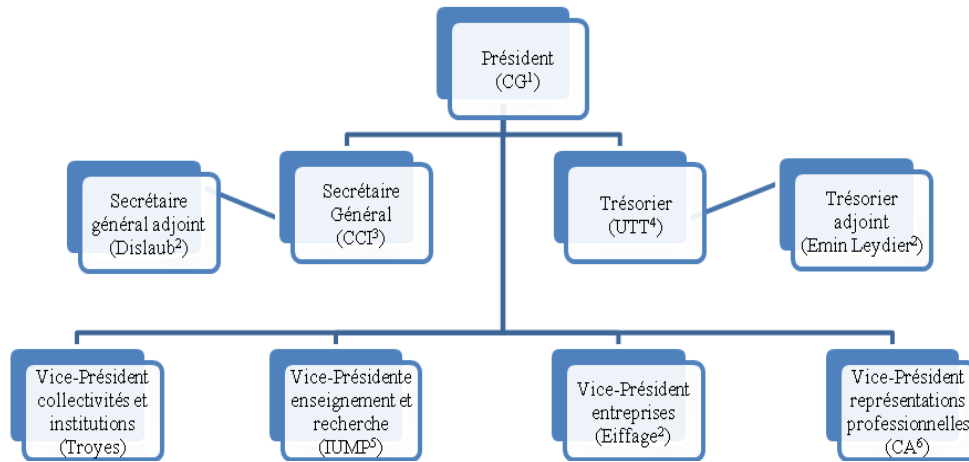 Président
(CG¹)
Secrétaire
général adjoint
(Dislaub²)
Secrétaire
Général
(CCI³)
Trésorier
(UTT⁴)
Trésorier
adjoint
(Emin Leydier²)
Vice-Président
collectivités et
institutions
(Troyes)
Vice-Présidente
enseignement et
recherche
(IUMP⁵)
Vice-Président
entreprises
(Eiffage²)
Vice-Président
représentations
professionnelles
(CA⁶)